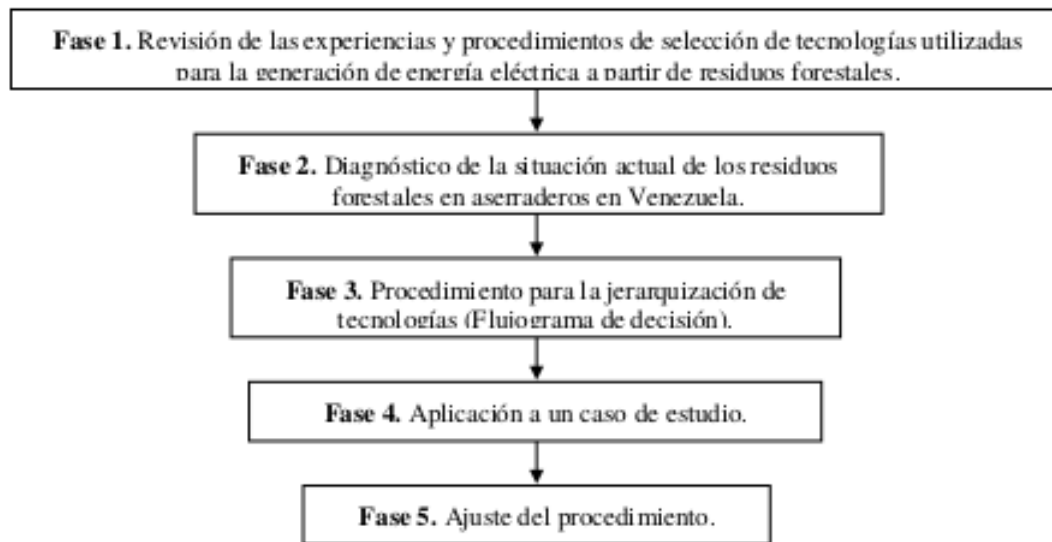 Fase 1. Revisión de las experiencias y procedimientos de selección de tecnologías utilizadas
para la generación de energía eléctrica a partir de residuos forestales.
Fase 2. Diagnóstico de la situación actual de los residuos
forestales en aserraderos en Venezuela.
Fase 3. Procedimiento para la jerarquización de
tecnologías (Flujograma de decisión).
Fase 4. Aplicación a un caso de estudio.
Fase 5. Ajuste del procedimiento.